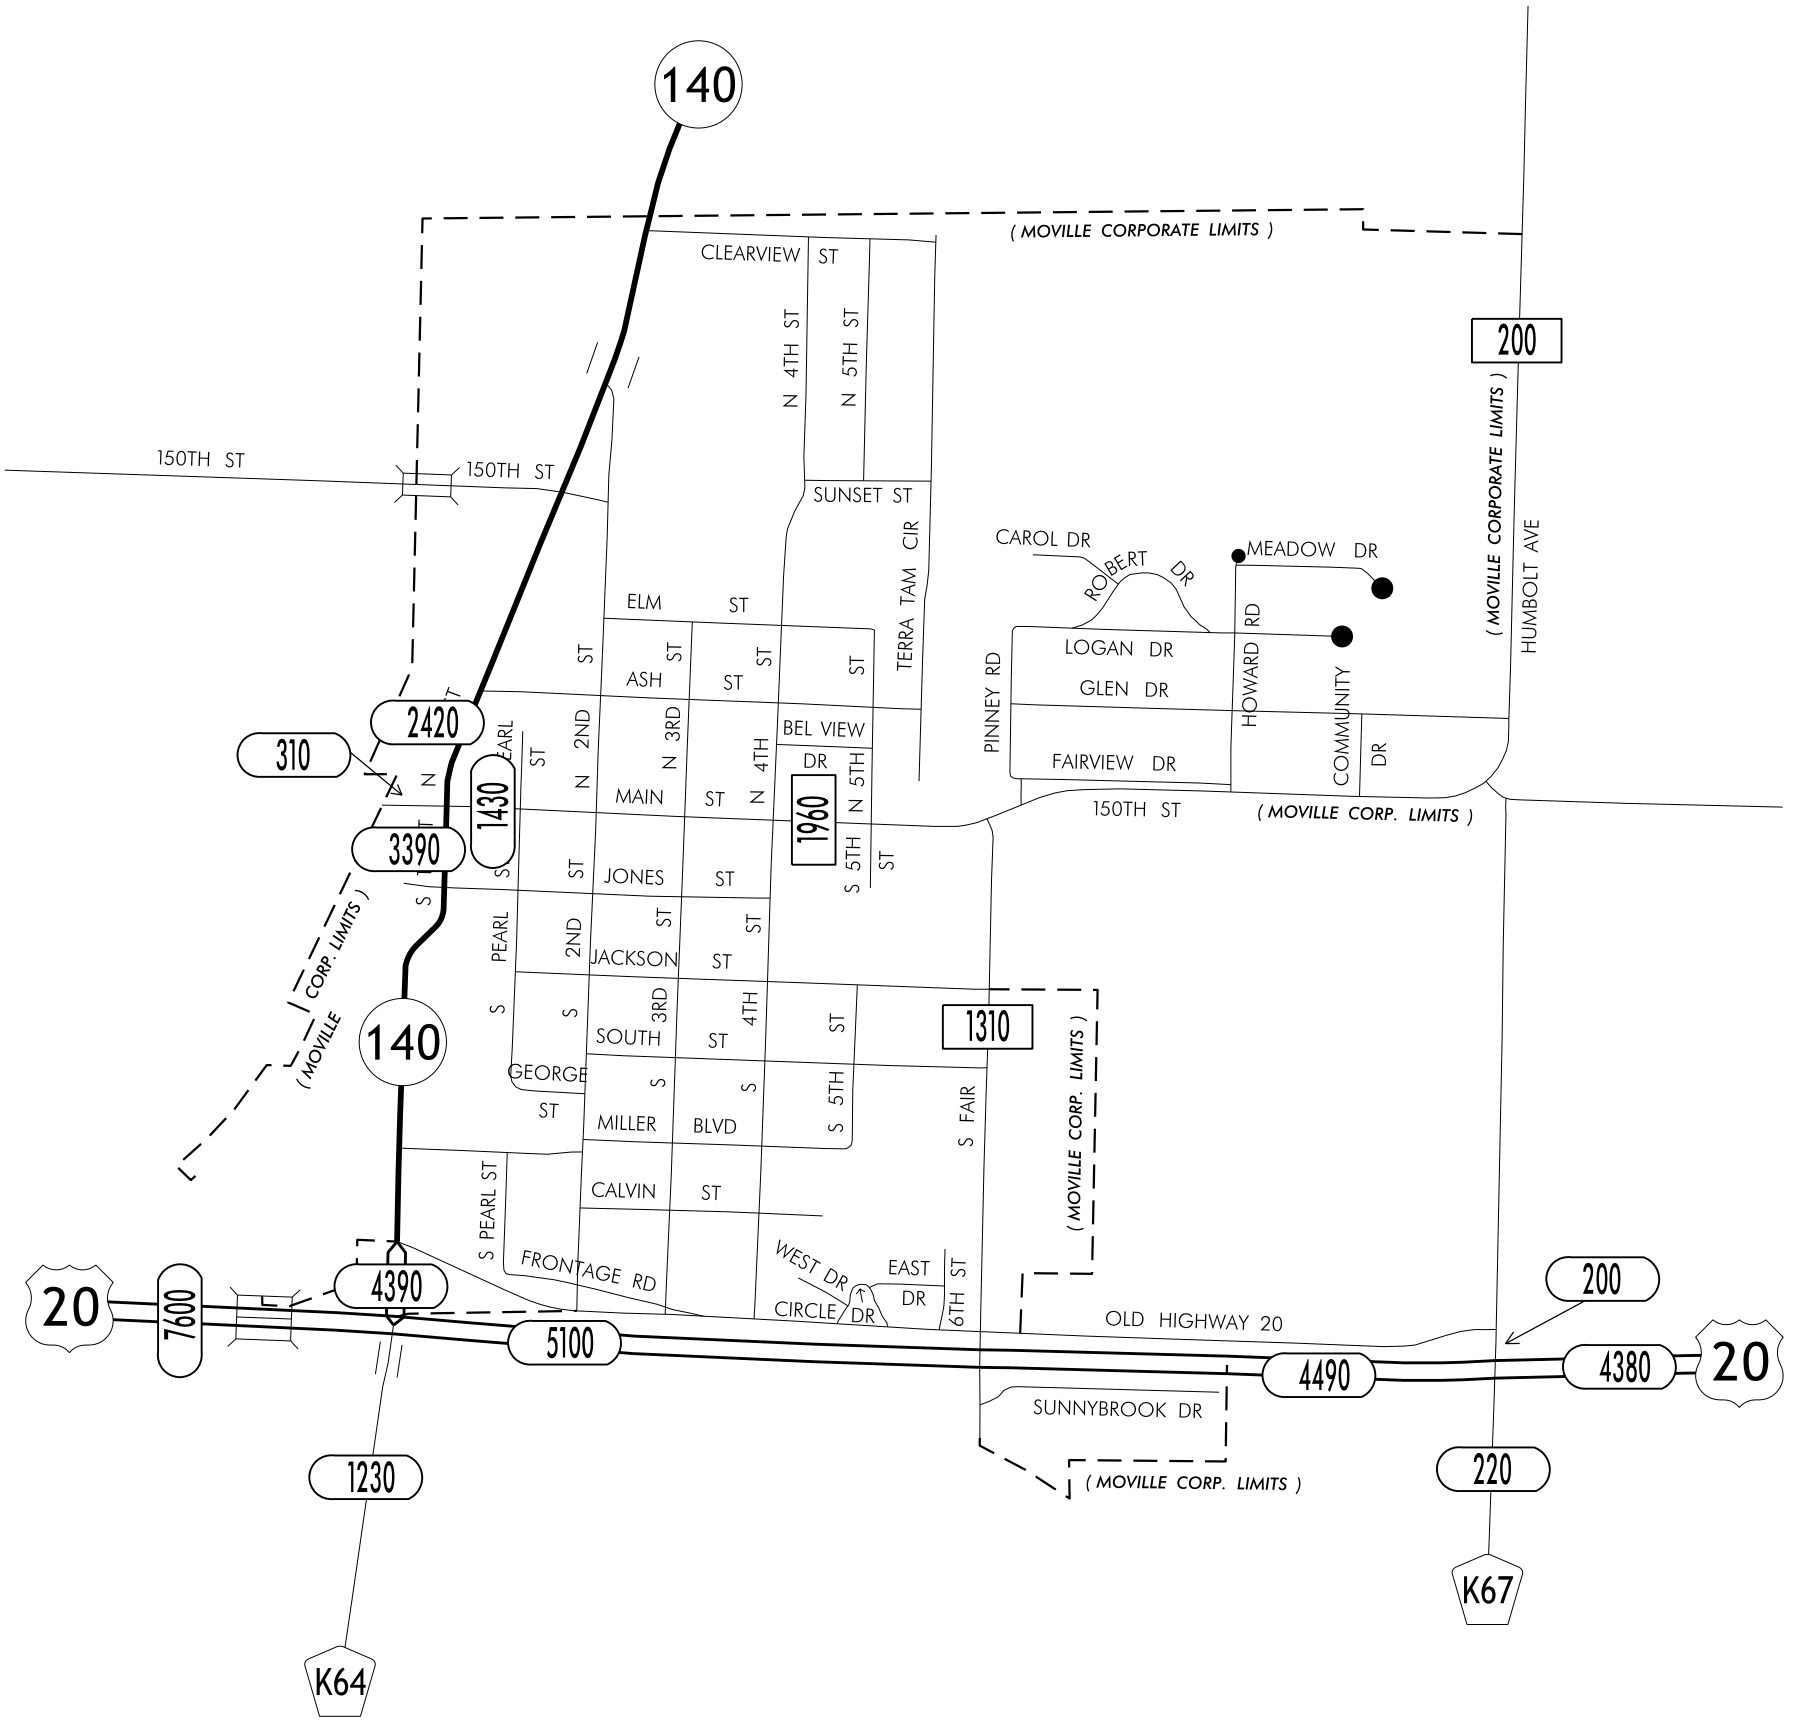 140
( MOVILLE CORPORATE LIMITS )
CLEARVIEW ST
N 4TH ST
N 5TH ST
200
( MOVILLE CORPORATE LIMITS )
HUMBOLT AVE
150TH ST
150TH ST
SUNSET ST
TERRA TAM CIR
CAROL DR
ROBERT DR
MEADOW DR
ELM ST
LOGAN DR
HOWARD RD
PINNEY RD
ASH ST
GLEN DR
COMMUNITY DR
2420
310
N
PEARL ST
N 2ND ST
N 3RD ST
N 4TH ST
BEL VIEW
DR
N 5TH ST
FAIRVIEW DR
1430
MAIN ST
1960
150TH ST
( MOVILLE CORP. LIMITS )
3390
S
S 5TH ST
JONES ST
( MOVILLE CORP. LIMITS )
S PEARL S
S 2ND ST
S 3RD ST
S 4TH ST
JACKSON ST
140
1310
SOUTH ST
S 5TH ST
( MOVILLE CORP. LIMITS )
GEORGE
ST
S FAIR
MILLER BLVD
S PEARL ST
CALVIN ST
FRONTAGE RD
WEST DR
EAST
DR
CIRCLE DR
6TH ST
20
7600
4390
5100
OLD HIGHWAY 20
200
4490
4380
20
SUNNYBROOK DR
( MOVILLE CORP. LIMITS )
1230
220
K67
K64